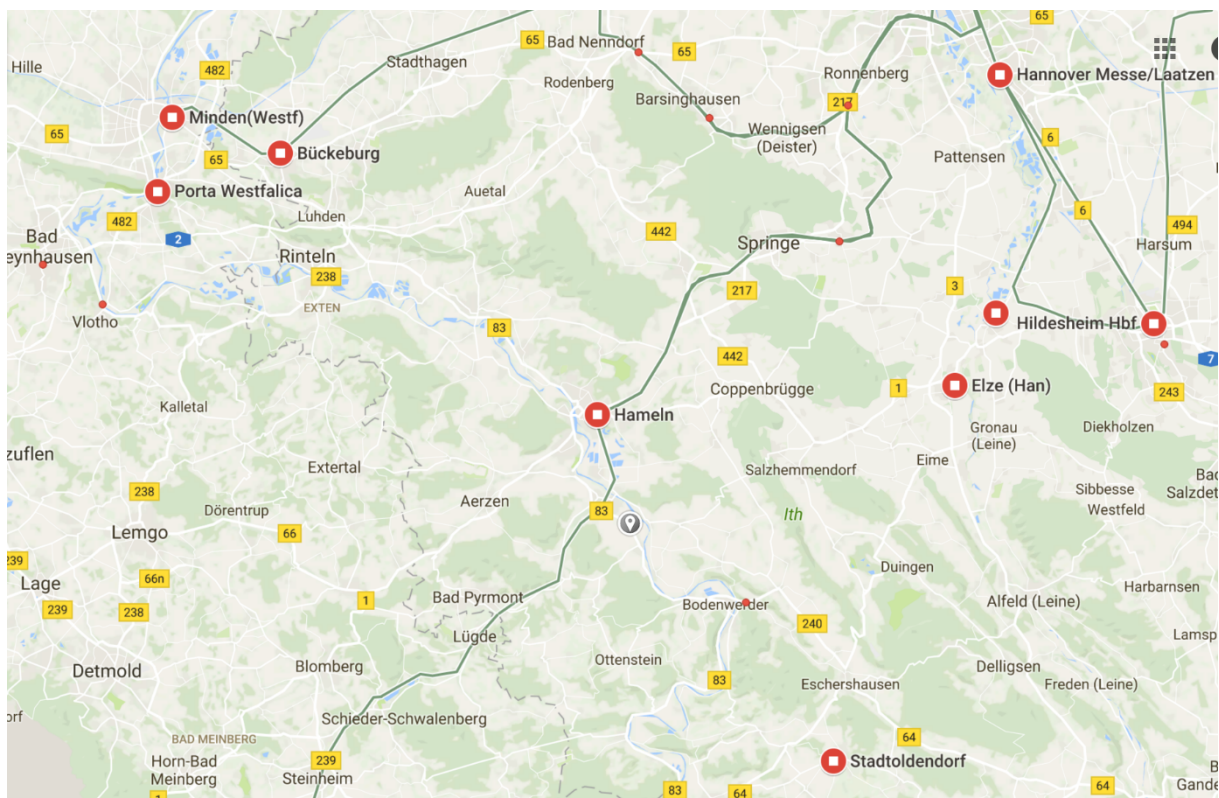 65
65
Bad Nenndorf
65
Hille
482
Stadthagen
Rodenberg
Ronnenberg
Hannover Messe/Laatzen
Barsinghausen
217
Minden(Westf)
65
Wennigsen
(Deister)
6
65
Bückeburg
Pattensen
Porta Westfalica
Auetal
482
Luhden
6
2
442
494
Bad
eynhausen
Rinteln
Springe
Harsum
238
217
3
EXTEN
Vlotho
83
Hildesheim Hbf
442
7
Coppenbrügge
1
Elze (Han)
243
Kalletal
Hameln
Gronau
(Leine)
Diekholzen
zuflen
Extertal
Salzhemmendorf
Eime
Bad
Salzdet
238
Aerzen
Sibbesse
Westfeld
Dörentrup
83
Ith
Lemgo
66
239
Duingen
Lage
66n
Harbarnsen
239
238
1
Bad Pyrmont
Bodenwerder
Alfeld (Leine)
240
Lügde
Lamsp
Detmold
Blomberg
Ottenstein
Delligsen
83
Eschershausen
Freden (Leine)
orf
Schieder-Schwalenberg
BAD MEINBERG
64
Horn-Bad
Meinberg
239
Steinheim
Stadtoldendorf
Gande
64
83
64
1